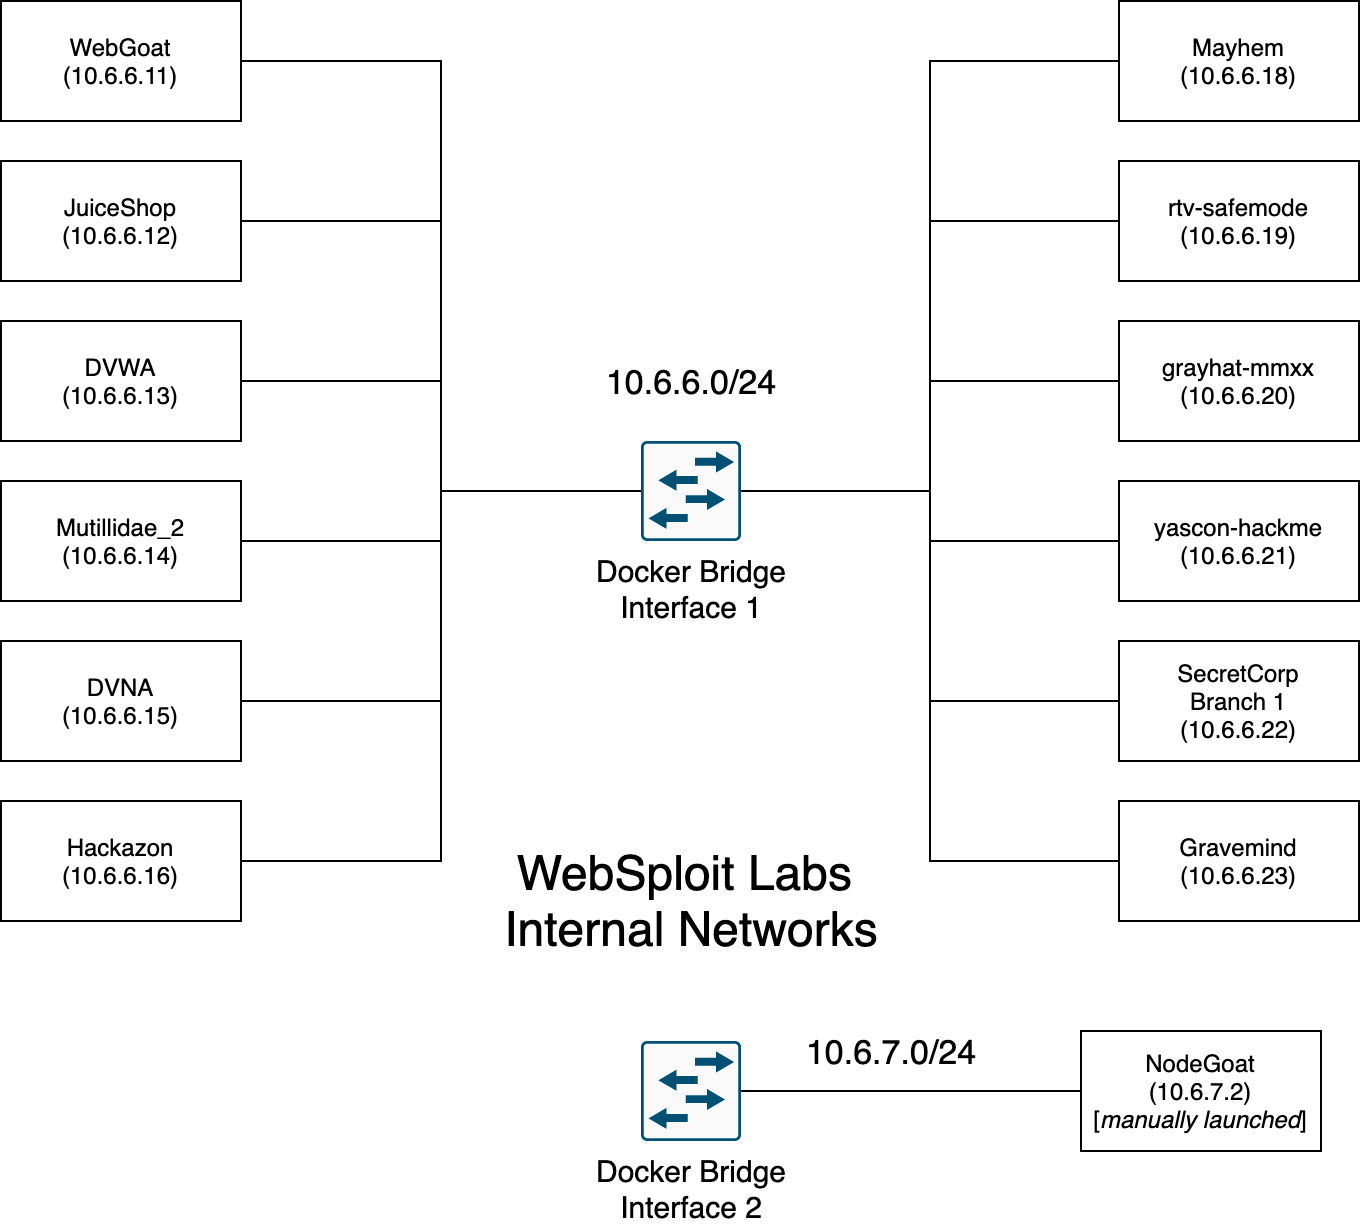 WebGoat
(10.6.6.11)
JuiceShop
(10.6.6.12)
DVWA
(10.6.6.13)
Mutillidae_2
(10.6.6.14)
DVNA
(10.6.6.15)
Hackazon
(10.6.6.16)
10.6.6.0/24
Docker Bridge
Interface 1
Mayhem
(10.6.6.18)
rtv-safemode
(10.6.6.19)
grayhat-mmxx
(10.6.6.20)
yascon-hackme
(10.6.6.21)
SecretCorp
Branch 1
(10.6.6.22)
Gravemind
(10.6.6.23)
WebSploit Labs
Internal Networks
10.6.7.0/24
Docker Bridge
Interface 2
NodeGoat
(10.6.7.2)
[manually launched]